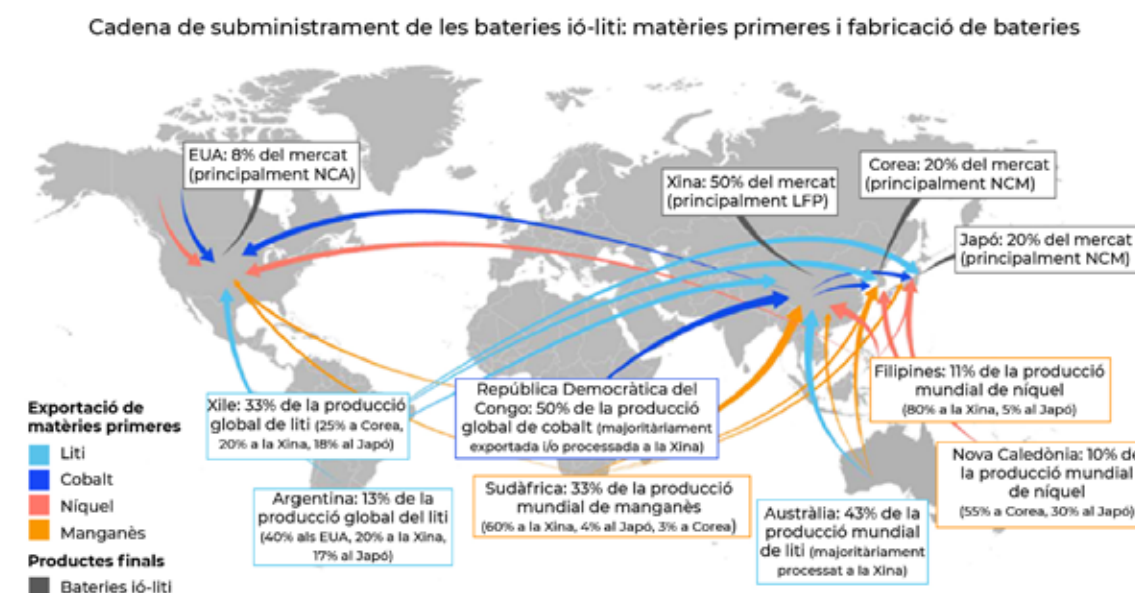 Cadena de subministrament de les bateries ió-liti: matèries primeres i fabricació de bateries
EUA: 8% del mercat
(principalment NCA)
Xina: 50% del mercat
(principalment LFP)
Corea: 20% del mercat
(principalment NCM)
Japó: 20% del mercat
(principalment NCM)
Exportació de
matèries primeres
Liti
Cobalt
Níquel
Manganès
Productes finals
Bateries ió-liti
Xile: 33% de la producció
global de liti (25% a Corea,
20% a la Xina, 18% al Japó)
Argentina: 13% de la
producció global del liti
(40% als EUA, 20% a la Xina,
17% al Japó)
República Democràtica del
Congo: 50% de la producció
global de cobalt (majoritàriament
exportada i/o processada a la Xina)
Sudàfrica: 33% de la producció
mundial de manganès
(60% a la Xina, 4% al Japó, 3% a Corea)
Austràlia: 43% de la
producció mundial
de liti (majoritàriament
processat a la Xina)
Filipines: 11% de la producció
mundial de níquel
(80% a la Xina, 5% al Japó)
Nova Caledònia: 10% de
la producció mundial
de níquel
(55% a Corea, 30% al Japó)